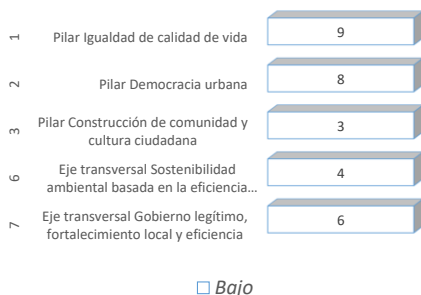 1 Pilar Igualdad de calidad de vida 9
2 Pilar Democracia urbana 8
3 Pilar Construcción de comunidad y cultura ciudadana 3
6 Eje transversal Sostenibilidad ambiental basada en la eficiencia... 4
7 Eje transversal Gobierno legítimo, fortalecimiento local y eficiencia 6
Bajo